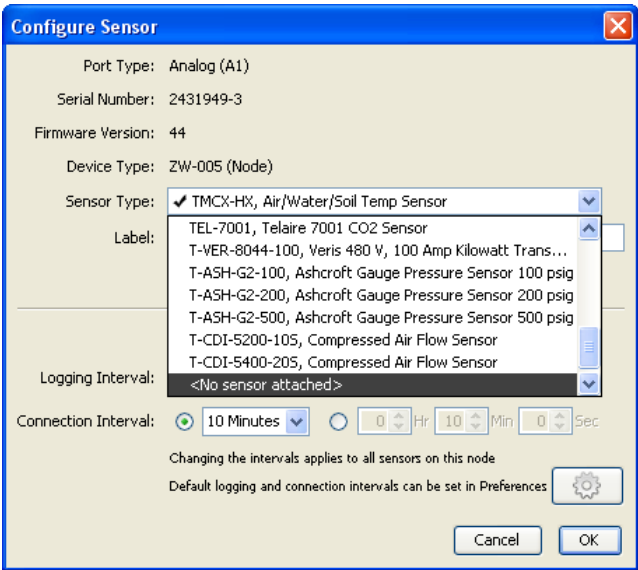 Configure Sensor
Port Type: Analog (A1)
Serial Number: 2431949-3
Firmware Version: 44
Device Type: ZW-005 (Node)
Sensor Type: ✔ TMCX-HX, Air/Water/Soil Temp Sensor
TEL-7001, Telaire 7001 CO2 Sensor
Label:
T-VER-8044-100, Veris 480 V, 100 Amp Kilowatt Trans...
T-ASH-G2-100, Ashcroft Gauge Pressure Sensor 100 psig
T-ASH-G2-200, Ashcroft Gauge Pressure Sensor 200 psig
T-ASH-G2-500, Ashcroft Gauge Pressure Sensor 500 psig
T-CDI-5200-10S, Compressed Air Flow Sensor
T-CDI-5400-20S, Compressed Air Flow Sensor
Logging Interval: <No sensor attached>
Connection Interval: 10 Minutes 0 Hr 10 Min 0 Sec
Changing the intervals applies to all sensors on this node
Default logging and connection intervals can be set in Preferences
Cancel OK